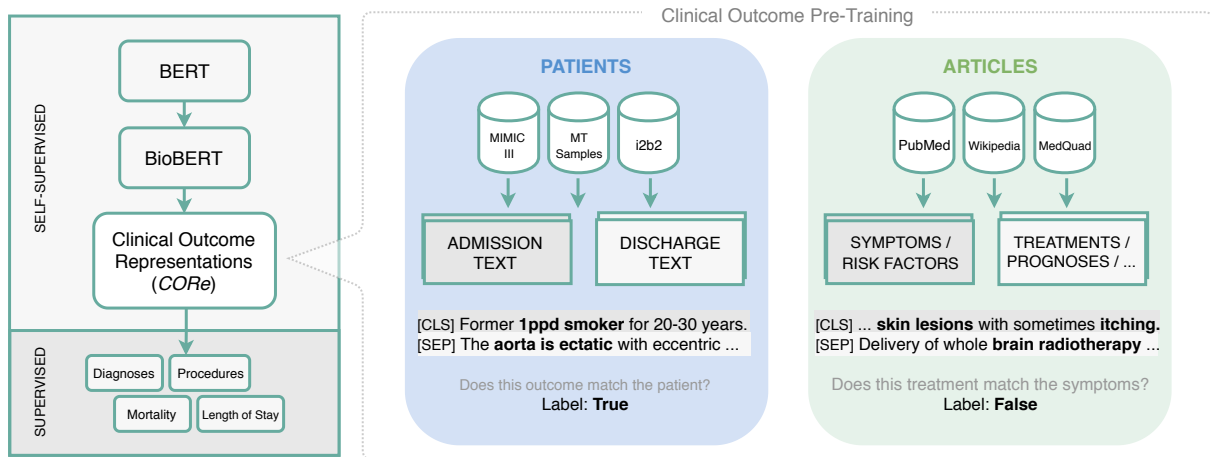 Clinical Outcome Pre-Training
SELF-SUPERVISED
BERT
BioBERT
Clinical Outcome
Representations
(CORe)
SUPERVISED
Diagnoses
Procedures
Mortality
Length of Stay
PATIENTS
MIMIC
III
MT
Samples
i2b2
ADMISSION
TEXT
DISCHARGE
TEXT
[CLS] Former 1ppd smoker for 20-30 years.
[SEP] The aorta is ectatic with eccentric ...
Does this outcome match the patient?
Label: True
ARTICLES
PubMed
Wikipedia
MedQuad
SYMPTOMS /
RISK FACTORS
TREATMENTS /
PROGNOSES / ...
[CLS] ... skin lesions with sometimes itching.
[SEP] Delivery of whole brain radiotherapy ...
Does this treatment match the symptoms?
Label: False